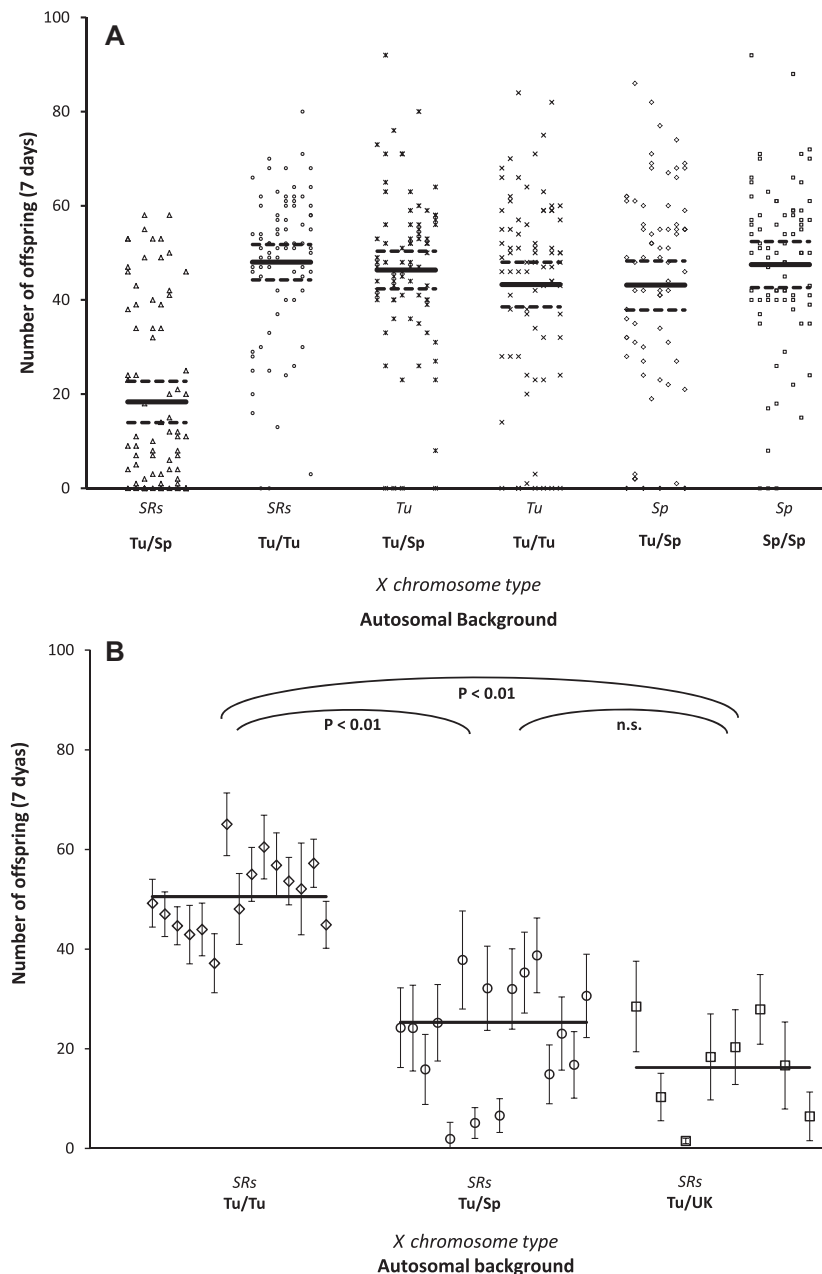 A
100
80
60
40
20
0
Number of offspring (7 days)
SRs SRs Tu Tu Sp Sp
Tu/Sp Tu/Tu Tu/Sp Tu/Tu Tu/Sp Sp/Sp
X chromosome type
Autosomal Background
B
100
80
60
40
20
0
Number of offspring (7 dyas)
P < 0.01
P < 0.01 n.s.
SRs SRs SRs
Tu/Tu Tu/Sp Tu/UK
X chromosome type
Autosomal background